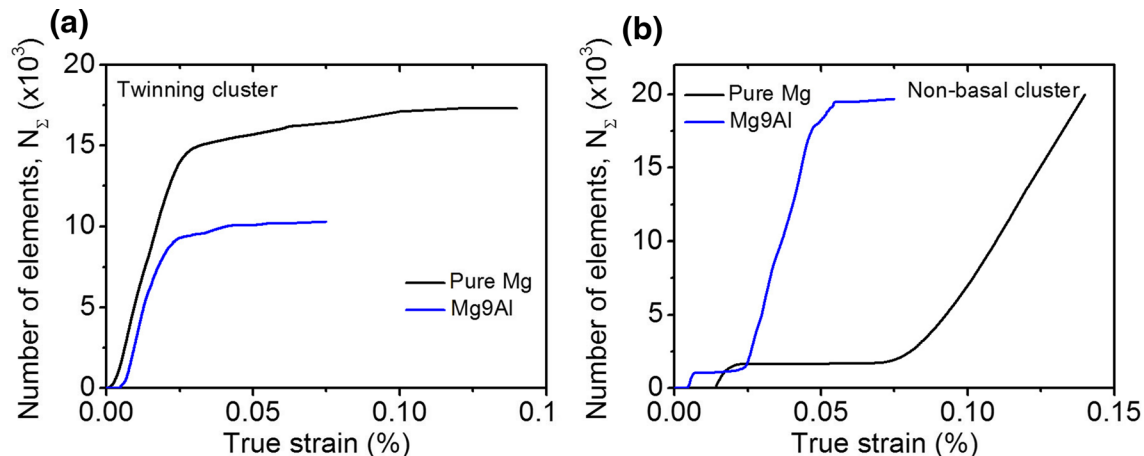 (a)
Number of elements, N_Σ (x10³)
20
15
10
5
0
Twinning cluster
Pure Mg
Mg9Al
0.00 0.05 0.10 0.1
True strain (%)
(b)
Number of elements, N_Σ (x10³)
20
15
10
5
0
Pure Mg
Mg9Al
Non-basal cluster
0.00 0.05 0.10 0.15
True strain (%)